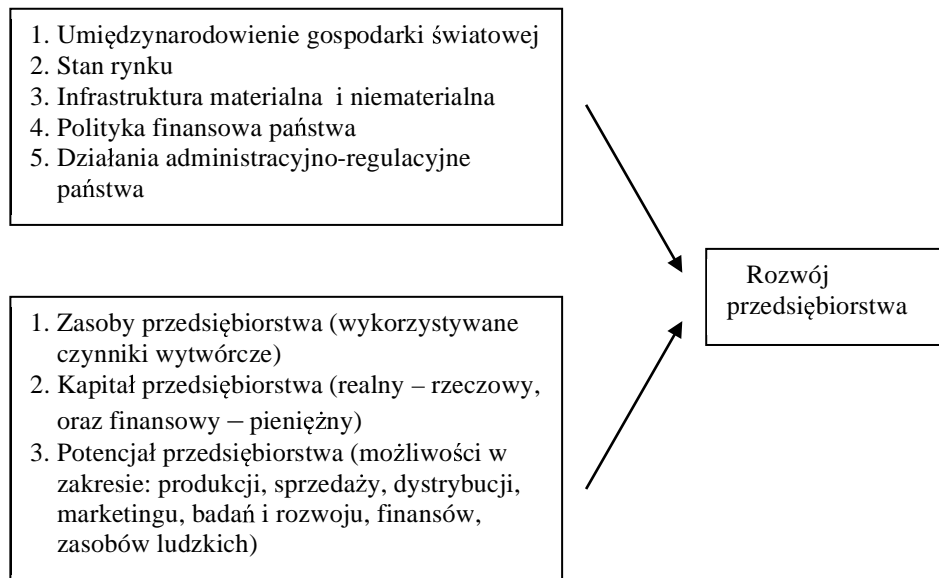 1. Umiędzynarodowienie gospodarki światowej
2. Stan rynku
3. Infrastruktura materialna i niematerialna
4. Polityka finansowa państwa
5. Działania administracyjno-regulacyjne
państwa
Rozwój
przedsiębiorstwa
1. Zasoby przedsiębiorstwa (wykorzystywane
czynniki wytwórcze)
2. Kapitał przedsiębiorstwa (realny – rzeczowy,
oraz finansowy – pieniężny)
3. Potencjał przedsiębiorstwa (możliwości w
zakresie: produkcji, sprzedaży, dystrybucji,
marketingu, badań i rozwoju, finansów,
zasobów ludzkich)